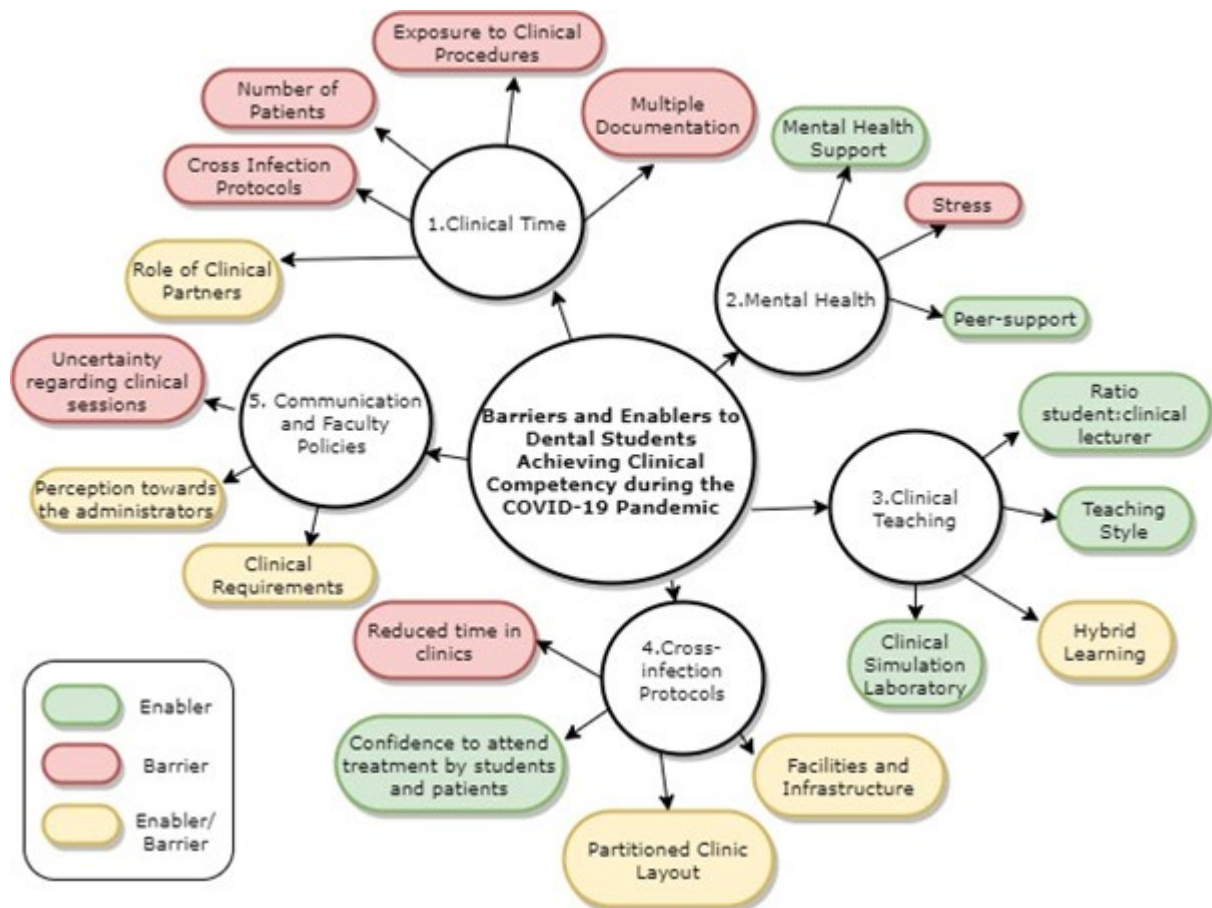 Exposure to Clinical
Procedures
Number of
Patients
Multiple
Documentation
Cross Infection
Protocols
1.Clinical Time
Role of Clinical
Partners
Mental Health
Support
Stress
2.Mental Health
Peer-support
Uncertainty
regarding clinical
sessions
5. Communication
and Faculty
Policies
Perception towards
the administrators
Clinical
Requirements
Barriers and Enablers to
Dental Students
Achieving Clinical
Competency during the
COVID-19 Pandemic
Ratio
student:clinical
lecturer
3.Clinical
Teaching
Teaching
Style
Hybrid
Learning
Clinical
Simulation
Laboratory
Reduced time in
clinics
4.Cross-
infection
Protocols
Confidence to attend
treatment by students
and patients
Facilities and
Infrastructure
Partitioned Clinic
Layout
Enabler
Barrier
Enabler/
Barrier